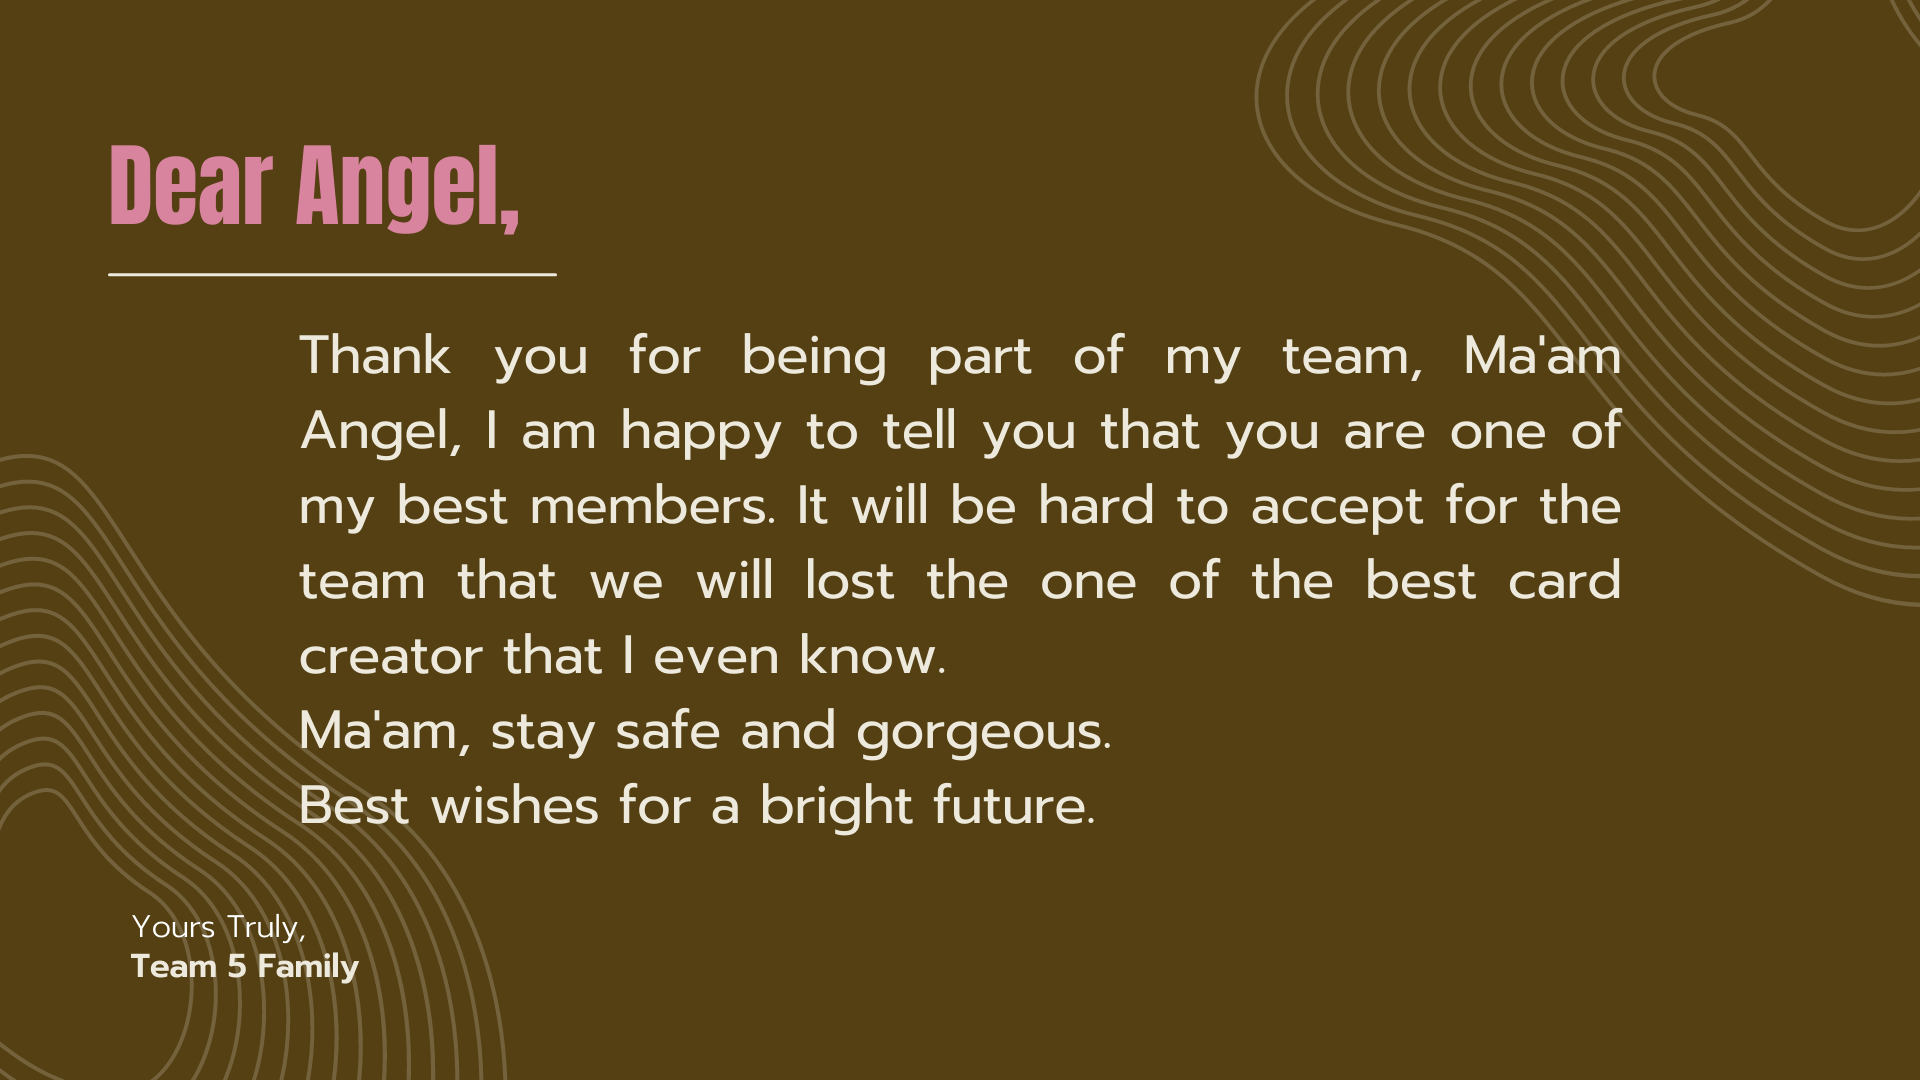 Dear Angel,
Thank you for being part of my team, Ma'am
Angel, I am happy to tell you that you are one of
my best members. It will be hard to accept for the
team that we will lost the one of the best card
creator that I even know.
Ma'am, stay safe and gorgeous.
Best wishes for a bright future.
Yours Truly,
Team 5 Family